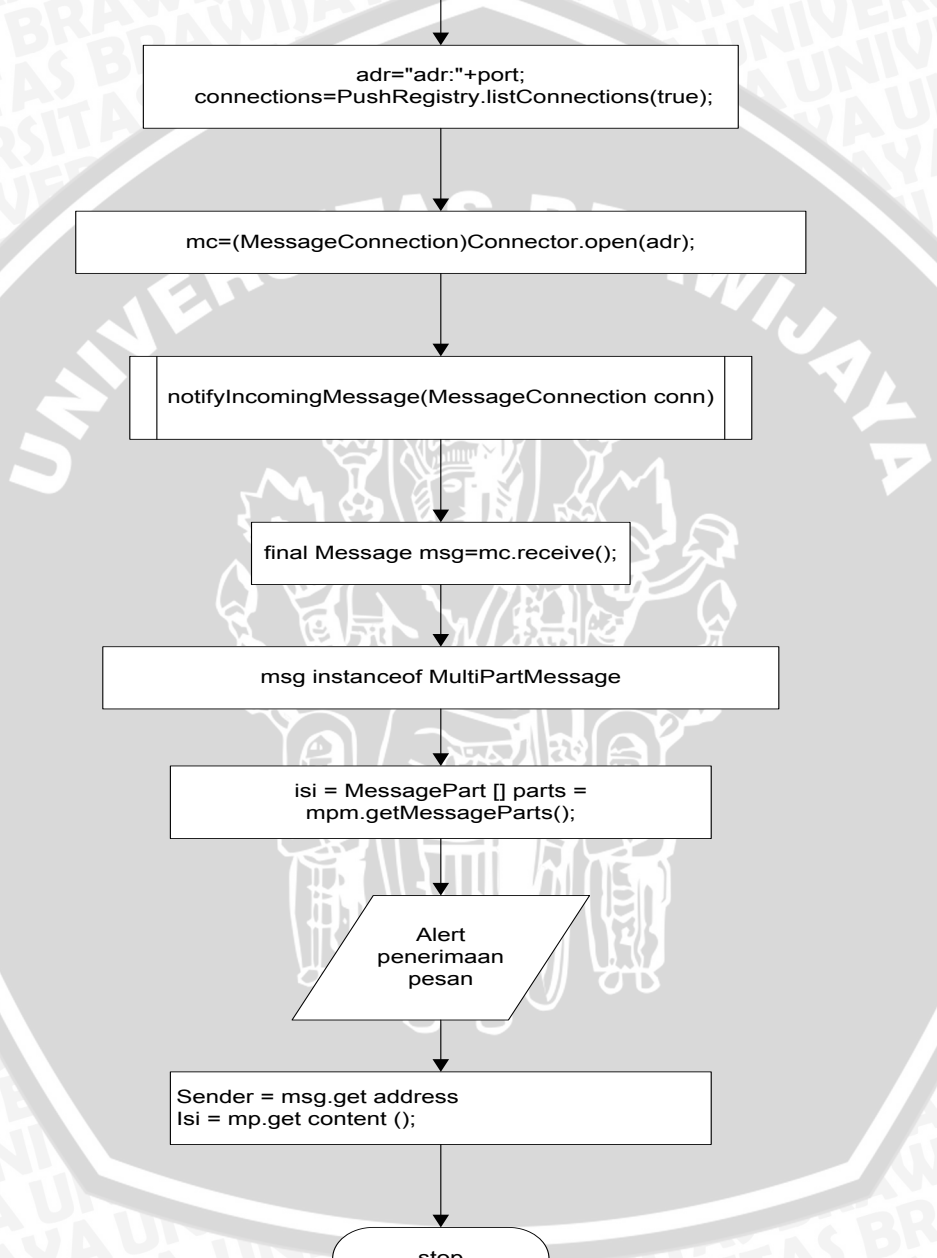 adr="adr:"+port;
connections=PushRegistry.listConnections(true);
mc=(MessageConnection)Connector.open(adr);
notifyIncomingMessage(MessageConnection conn)
final Message msg=mc.receive();
msg instanceof MultiPartMessage
isi = MessagePart [] parts =
mpm.getMessageParts();
Alert
penerimaan
pesan
Sender = msg.get address
Isi = mp.get content ();
stop
UNIVERSITAS BRAWIJAYA